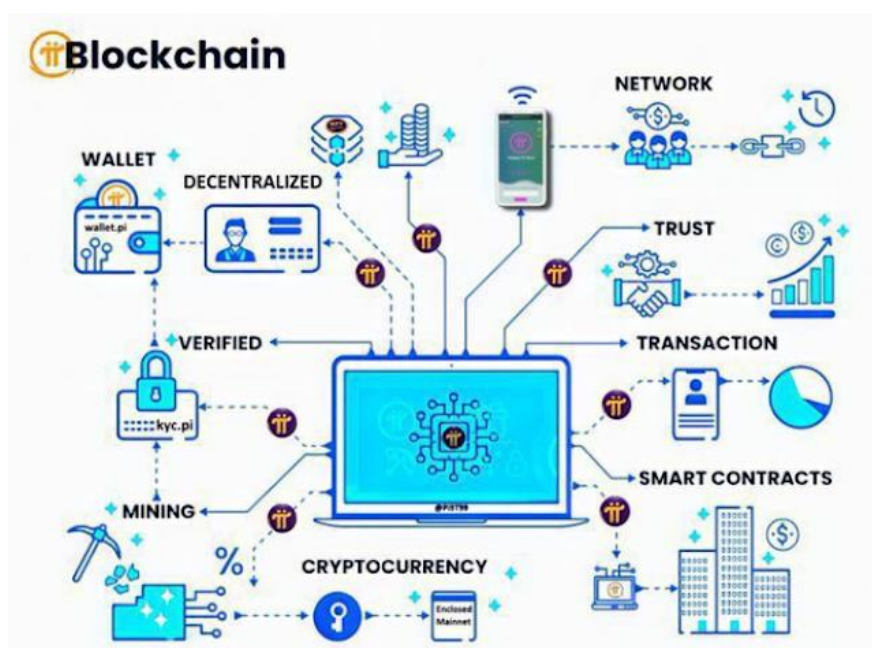 Blockchain
NETWORK
WALLET
DECENTRALIZED
wallet.pi
TRUST
VERIFIED
TRANSACTION
kyc.pi
SMART CONTRACTS
MINING
%
CRYPTOCURRENCY
Enclosed
Mainnet